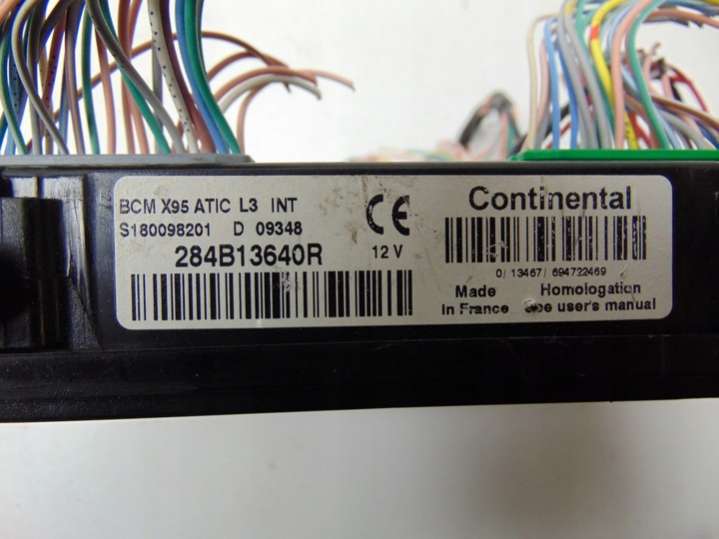 BCM X95 ATIC L3 INT
S180098201 D 09348
284B13640R
CE
12 V
Continental
0/ 13467/ 694722469
Made
In France
Homologation
see user's manual